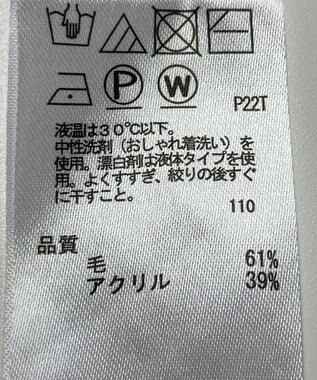 P W
P22T
液温は30℃以下。
中性洗剤（おしゃれ着洗い）を
使用。漂白剤は液体タイプを使
用。よくすすぎ、絞りの後すぐ
に干すこと。
110
品質
毛 61%
アクリル 39%